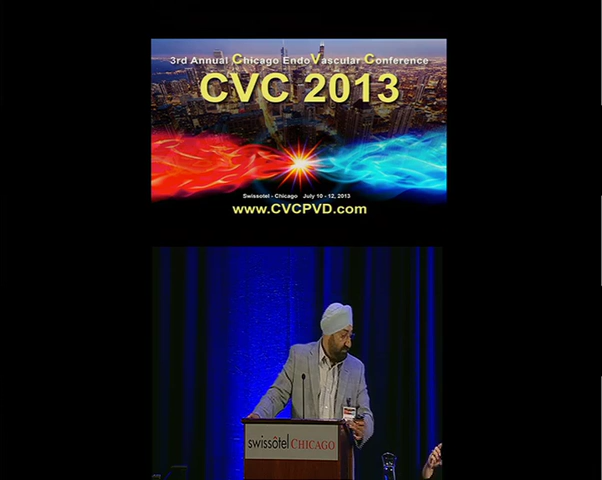 3rd Annual Chicago EndoVascular Conference
CVC 2013
Swissotel - Chicago July 10 - 12, 2013
www.CVCPVD.com
swissôtel CHICAGO